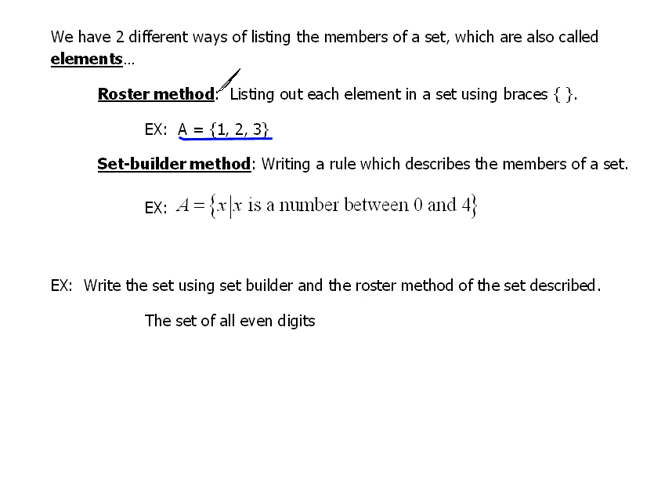 We have 2 different ways of listing the members of a set, which are also called
elements...
Roster method: Listing out each element in a set using braces { }.
EX: A = {1, 2, 3}
Set-builder method: Writing a rule which describes the members of a set.
EX: A = {x|x is a number between 0 and 4}
EX: Write the set using set builder and the roster method of the set described.
The set of all even digits